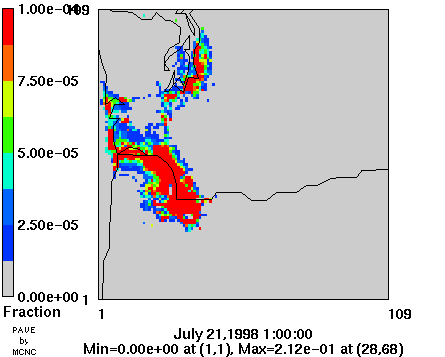 1.00e-04
109
7.50e-05
5.00e-05
2.50e-05
0.00e+00
1
Fraction
1
109
PAVE
by
MCNC
July 21,1998 1:00:00
Min=0.00e+00 at (1,1), Max=2.12e-01 at (28,68)